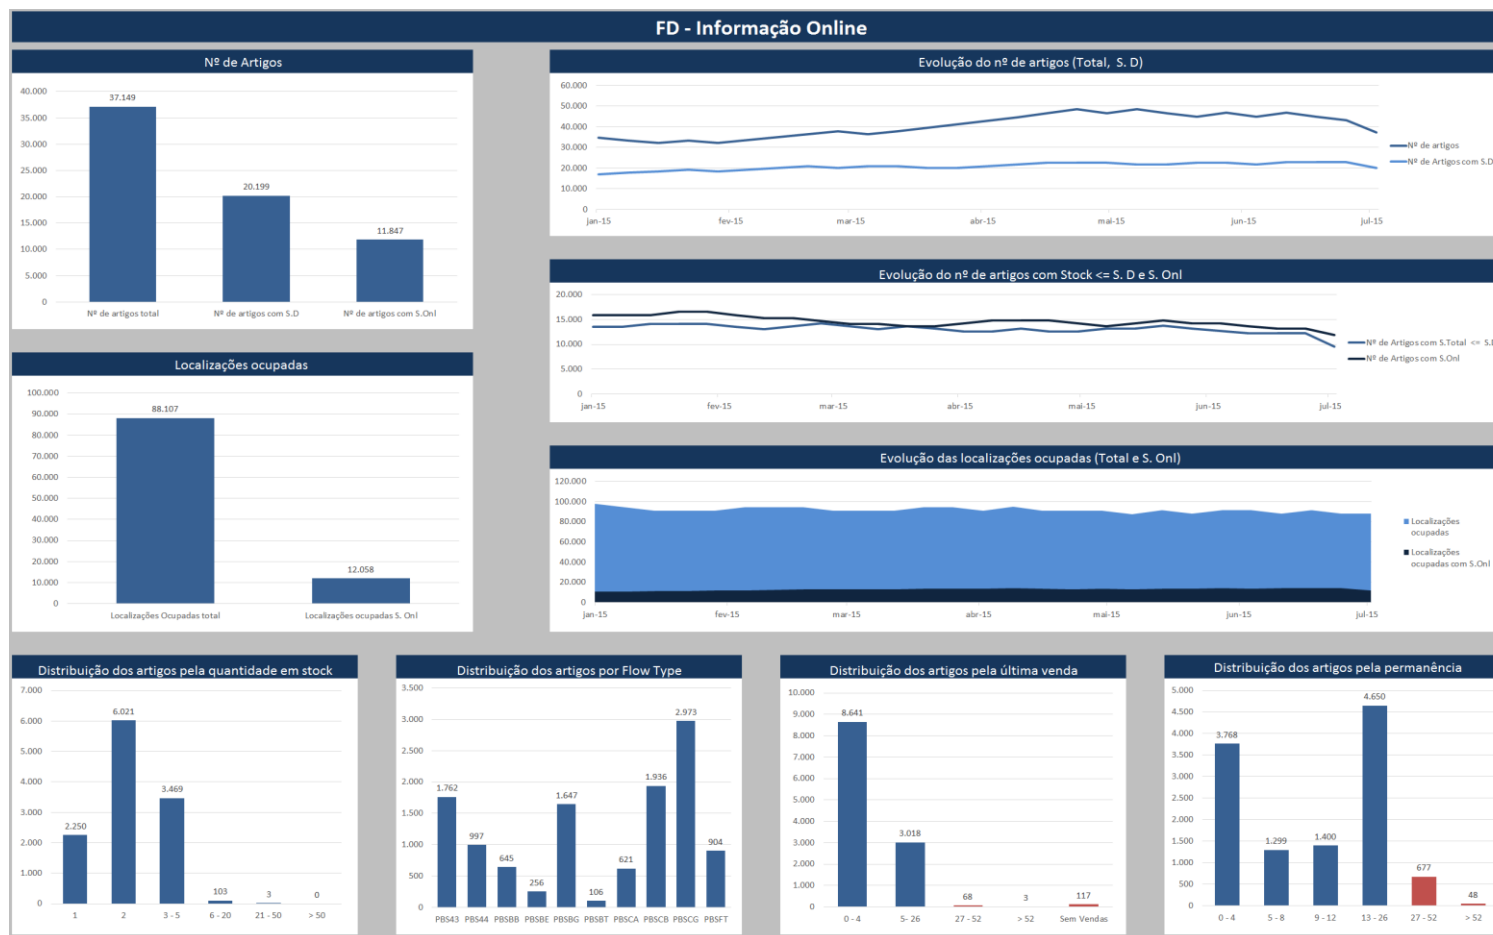 FD - Informação Online
Nº de Artigos
40.000
35.000
30.000
25.000
20.000
15.000
10.000
5.000
0
37.149
20.199
11.847
Nº de artigos total
Nº de artigos com S.D
Nº de artigos com S.Onl
Evolução do nº de artigos (Total, S. D)
60.000
50.000
40.000
30.000
20.000
10.000
0
jan-15
fev-15
mar-15
abr-15
mai-15
jun-15
jul-15
Nº de artigos
Nº de Artigos com S.D
Evolução do nº de artigos com Stock <= S. D e S. Onl
20.000
15.000
10.000
5.000
0
jan-15
fev-15
mar-15
abr-15
mai-15
jun-15
jul-15
Nº de Artigos com S.Total <= S.
Nº de Artigos com S.Onl
Localizações ocupadas
100.000
90.000
80.000
70.000
60.000
50.000
40.000
30.000
20.000
10.000
0
88.107
12.058
Localizações Ocupadas total
Localizações ocupadas S. Onl
Evolução das localizações ocupadas (Total e S. Onl)
120.000
100.000
80.000
60.000
40.000
20.000
0
jan-15
fev-15
mar-15
abr-15
mai-15
jun-15
jul-15
Localizações
ocupadas
Localizações
ocupadas com S.Onl
Distribuição dos artigos pela quantidade em stock
7.000
6.000
5.000
4.000
3.000
2.000
1.000
0
2.250
6.021
3.469
103
3
0
1
2
3 - 5
6 - 20
21 - 50
> 50
Distribuição dos artigos por Flow Type
3.500
3.000
2.500
2.000
1.500
1.000
500
0
1.762
997
645
256
1.647
106
621
1.936
2.973
904
PBS43
PBS44
PBSBB
PBSBE
PBSBG
PBSBT
PBSCA
PBSCB
PBSCG
PBSFT
Distribuição dos artigos pela última venda
10.000
9.000
8.000
7.000
6.000
5.000
4.000
3.000
2.000
1.000
0
8.641
3.018
68
3
117
0 - 4
5- 26
27 - 52
> 52
Sem Vendas
Distribuição dos artigos pela permanência
5.000
4.500
4.000
3.500
3.000
2.500
2.000
1.500
1.000
500
0
3.768
1.299
1.400
4.650
677
48
0 - 4
5 - 8
9 - 12
13 - 26
27 - 52
> 52